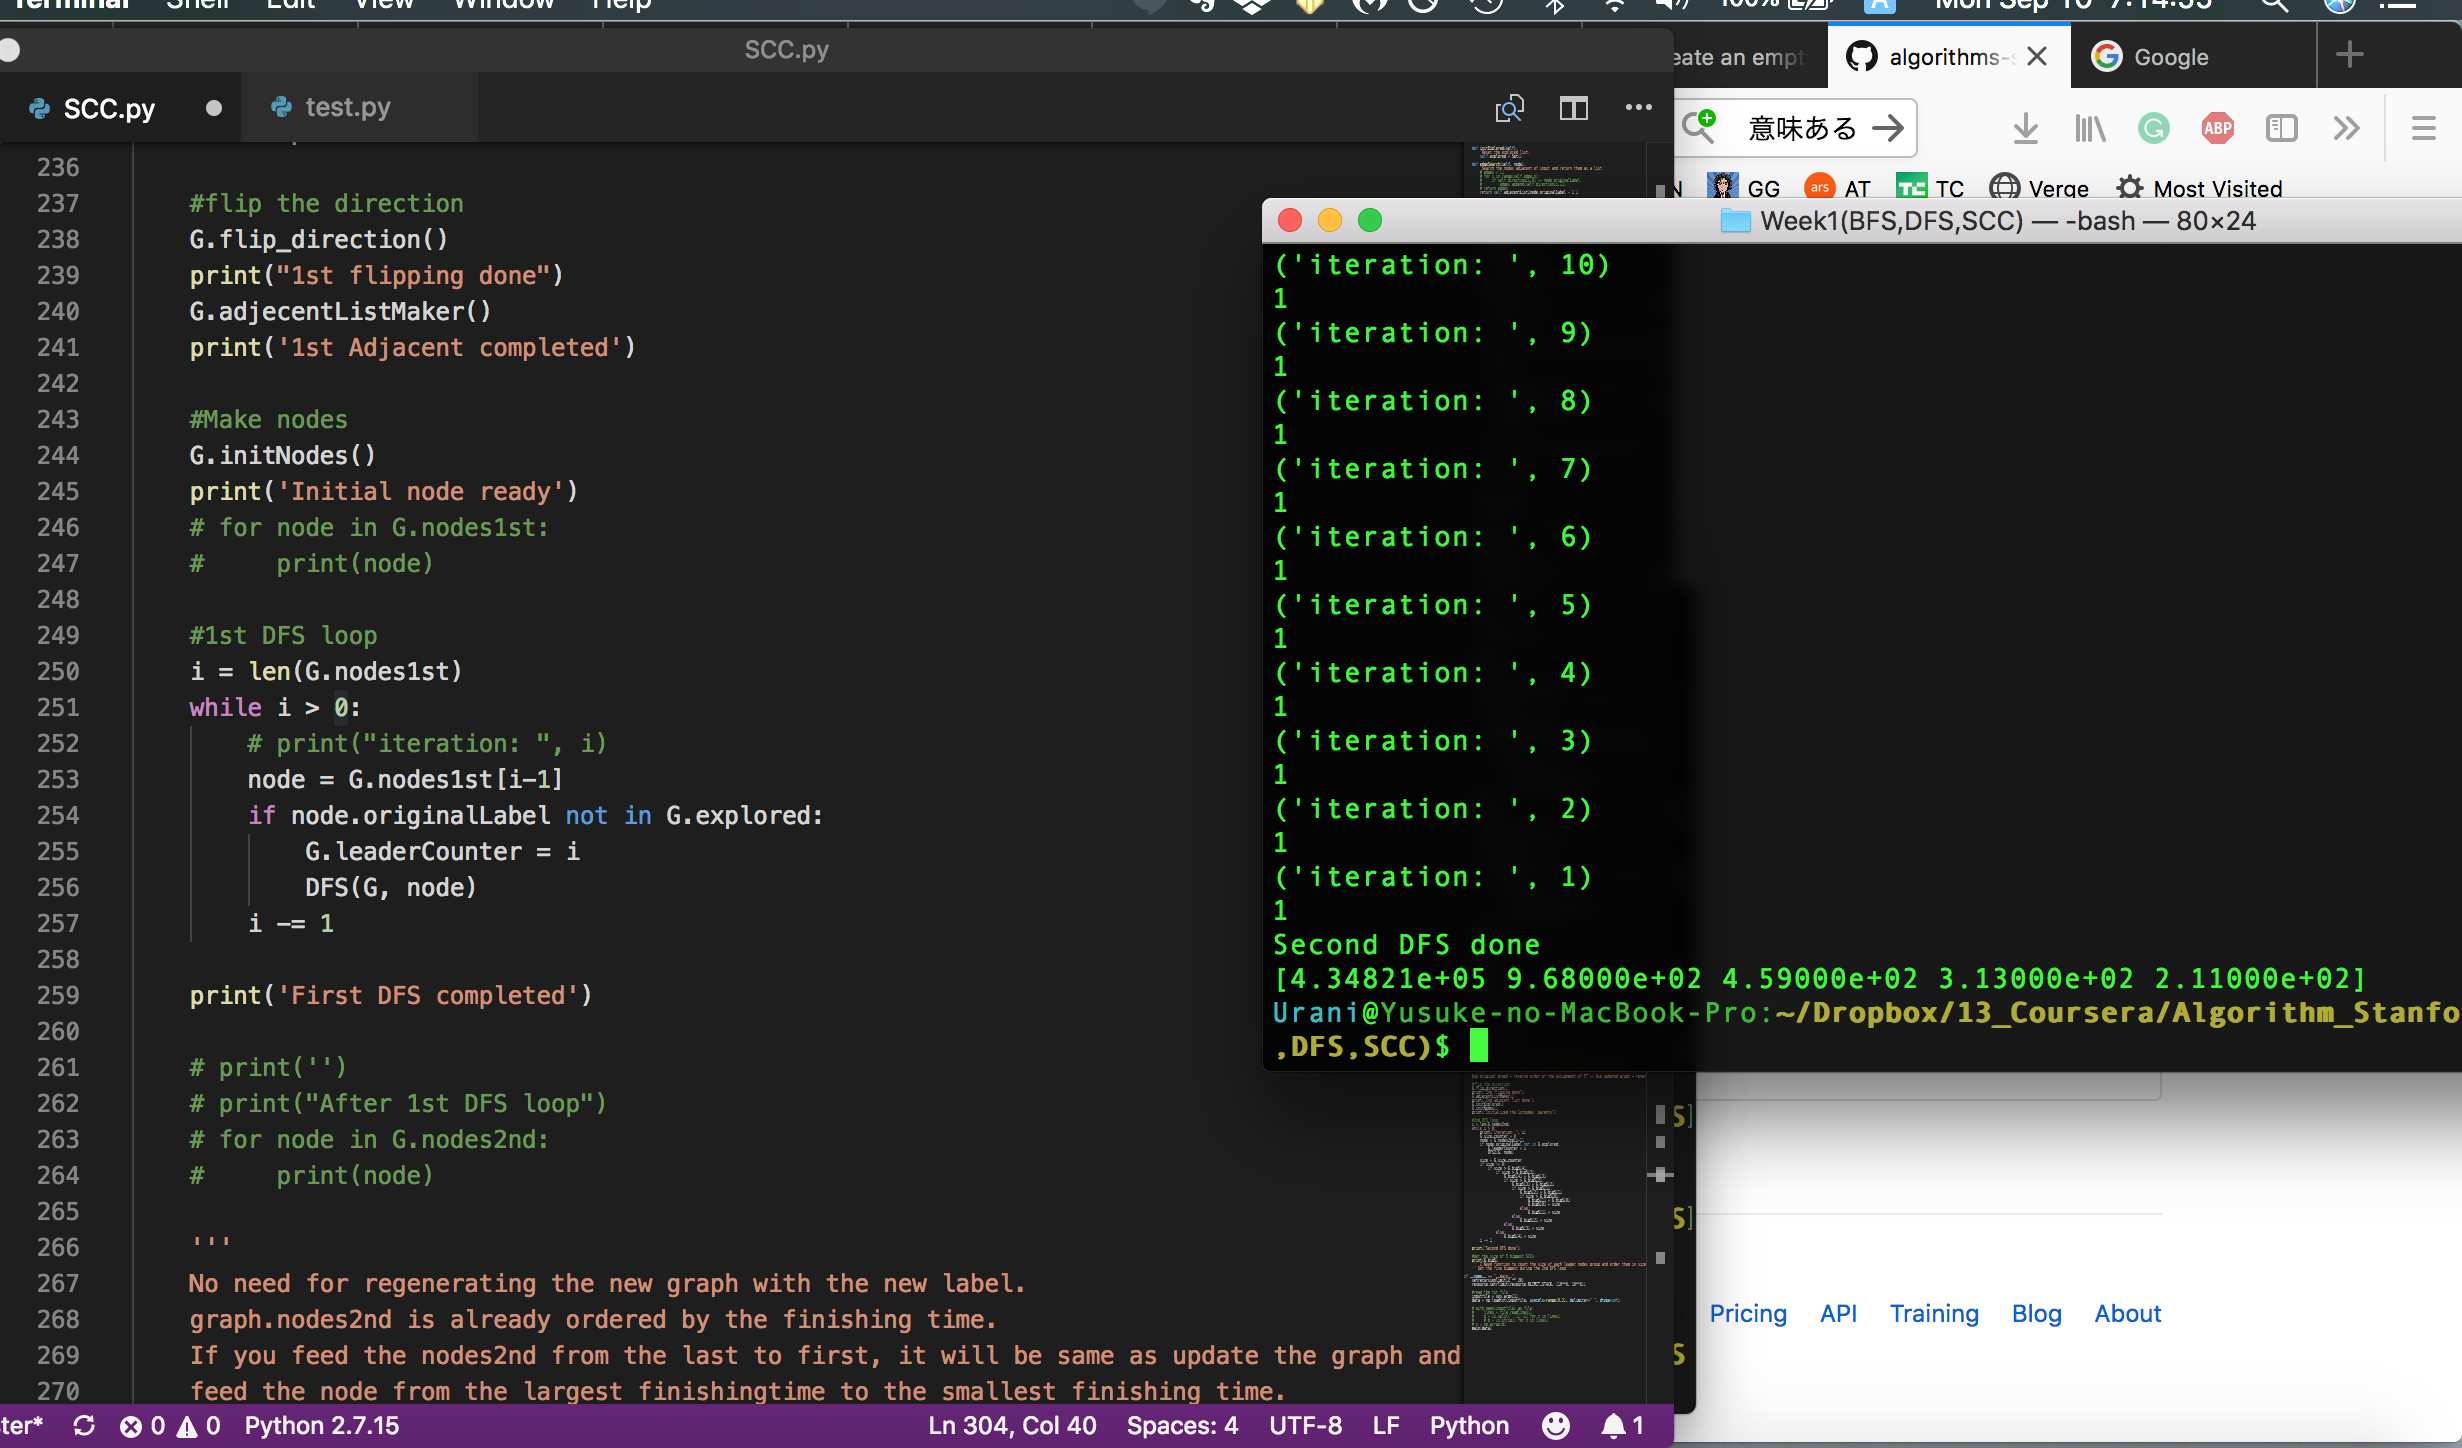 Terminal Shell Edit View Window Help 100% A Mon Sep 10 7:14:55
SCC.py
SCC.py
test.py
236
237 #flip the direction
238 G.flip_direction()
239 print("1st flipping done")
240 G.adjecentListMaker()
241 print('1st Adjacent completed')
242
243 #Make nodes
244 G.initNodes()
245 print('Initial node ready')
246 # for node in G.nodes1st:
247 #     print(node)
248
249 #1st DFS loop
250 i = len(G.nodes1st)
251 while i > 0:
252     # print("iteration: ", i)
253     node = G.nodes1st[i-1]
254     if node.originalLabel not in G.explored:
255         G.leaderCounter = i
256         DFS(G, node)
257     i -= 1
258
259 print('First DFS completed')
260
261 # print('')
262 # print("After 1st DFS loop")
263 # for node in G.nodes2nd:
264 #     print(node)
265
266 '''
267 No need for regenerating the new graph with the new label.
268 graph.nodes2nd is already ordered by the finishing time.
269 If you feed the nodes2nd from the last to first, it will be same as update the graph and
270 feed the node from the largest finishingtime to the smallest finishing time.
ter* 0 0 Python 2.7.15 Ln 304, Col 40 Spaces: 4 UTF-8 LF Python 1
eate an empt
algorithms-s
Google
意味ある
ABP
GG
ars AT
TC TC
Verge
Most Visited
Week1(BFS,DFS,SCC) — -bash — 80×24
('iteration: ', 10)
1
('iteration: ', 9)
1
('iteration: ', 8)
1
('iteration: ', 7)
1
('iteration: ', 6)
1
('iteration: ', 5)
1
('iteration: ', 4)
1
('iteration: ', 3)
1
('iteration: ', 2)
1
('iteration: ', 1)
1
Second DFS done
[4.34821e+05 9.68000e+02 4.59000e+02 3.13000e+02 2.11000e+02]
Urani@Yusuke-no-MacBook-Pro:~/Dropbox/13_Coursera/Algorithm_Stanfo
,DFS,SCC)$
S]
S]
S
Pricing API Training Blog About